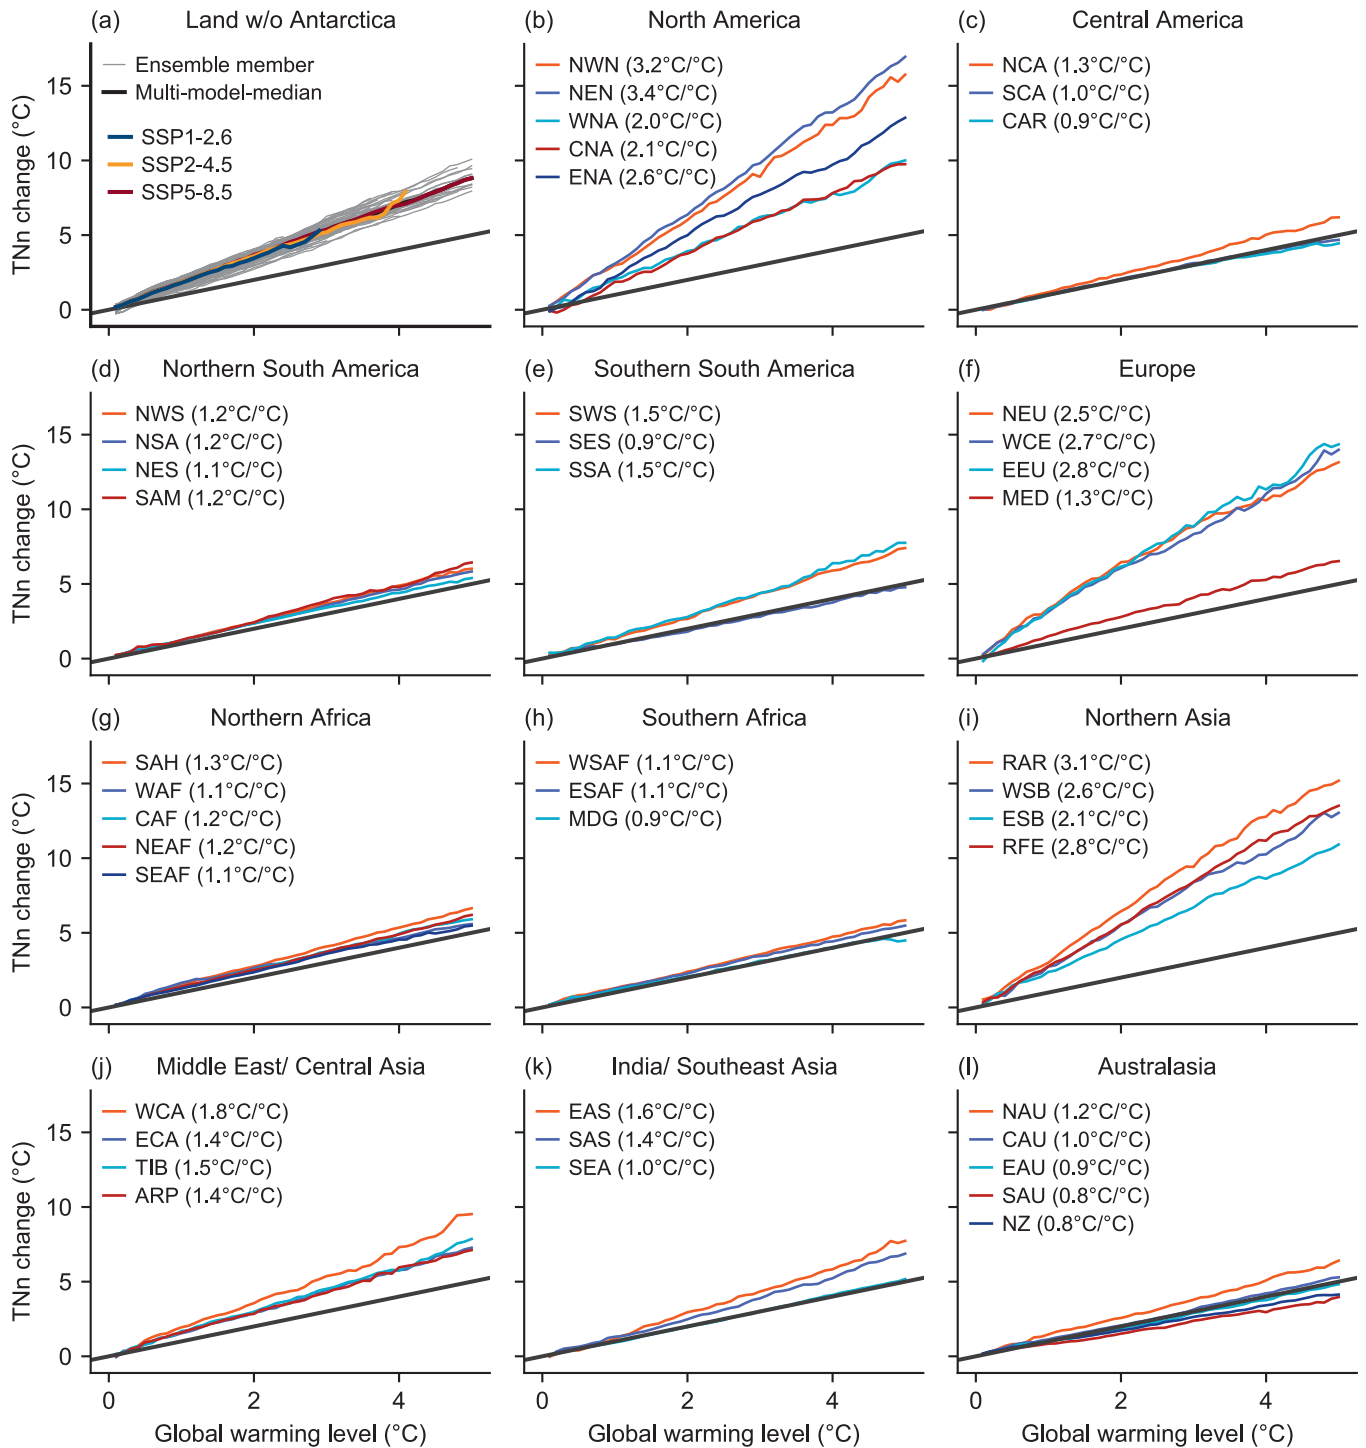 (a) Land w/o Antarctica
TNn change (°C)
15
10
5
0
Ensemble member
Multi-model-median
SSP1-2.6
SSP2-4.5
SSP5-8.5
(b) North America
NWN (3.2°C/°C)
NEN (3.4°C/°C)
WNA (2.0°C/°C)
CNA (2.1°C/°C)
ENA (2.6°C/°C)
(c) Central America
NCA (1.3°C/°C)
SCA (1.0°C/°C)
CAR (0.9°C/°C)
(d) Northern South America
TNn change (°C)
15
10
5
0
NWS (1.2°C/°C)
NSA (1.2°C/°C)
NES (1.1°C/°C)
SAM (1.2°C/°C)
(e) Southern South America
SWS (1.5°C/°C)
SES (0.9°C/°C)
SSA (1.5°C/°C)
(f) Europe
NEU (2.5°C/°C)
WCE (2.7°C/°C)
EEU (2.8°C/°C)
MED (1.3°C/°C)
(g) Northern Africa
TNn change (°C)
15
10
5
0
SAH (1.3°C/°C)
WAF (1.1°C/°C)
CAF (1.2°C/°C)
NEAF (1.2°C/°C)
SEAF (1.1°C/°C)
(h) Southern Africa
WSAF (1.1°C/°C)
ESAF (1.1°C/°C)
MDG (0.9°C/°C)
(i) Northern Asia
RAR (3.1°C/°C)
WSB (2.6°C/°C)
ESB (2.1°C/°C)
RFE (2.8°C/°C)
(j) Middle East/ Central Asia
TNn change (°C)
15
10
5
0
WCA (1.8°C/°C)
ECA (1.4°C/°C)
TIB (1.5°C/°C)
ARP (1.4°C/°C)
0 2 4
Global warming level (°C)
(k) India/ Southeast Asia
EAS (1.6°C/°C)
SAS (1.4°C/°C)
SEA (1.0°C/°C)
0 2 4
Global warming level (°C)
(l) Australasia
NAU (1.2°C/°C)
CAU (1.0°C/°C)
EAU (0.9°C/°C)
SAU (0.8°C/°C)
NZ (0.8°C/°C)
0 2 4
Global warming level (°C)